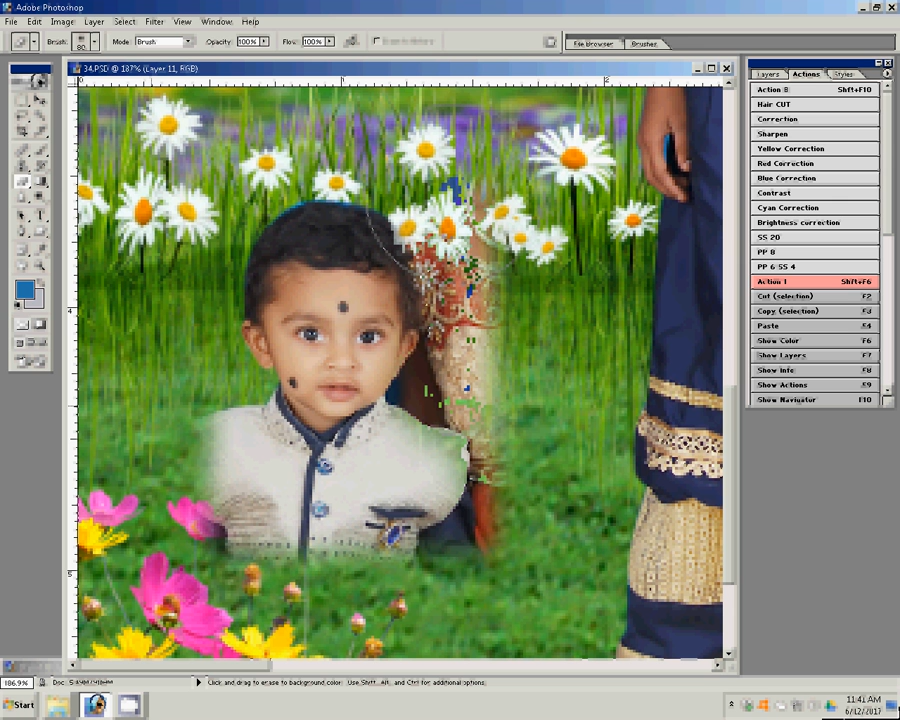 Adobe Photoshop
File Edit Image Layer Select Filter View Window Help
Brush: 80 Mode: Brush Opacity: 100% Flow: 100% Erase to History
File Browser Brushes
34.PSD @ 187% (Layer 11, RGB)
Layers Actions Styles
Action 8 Shft+F10
Hair CUT
Correction
Sharpen
Yellow Correction
Red Correction
Blue Correction
Contrast
Cyan Correction
Brightness correction
SS 20
PP 8
PP 6 SS 4
Action 1 Shft+F6
Cut (selection) F2
Copy (selection) F3
Paste F4
Show Color F6
Show Layers F7
Show Info F8
Show Actions F9
Show Navigator F10
186.9% Doc: Click and drag to erase to background color. Use Shift, Alt, and Ctrl for additional options.
Start
11:41 AM
6/12/2017